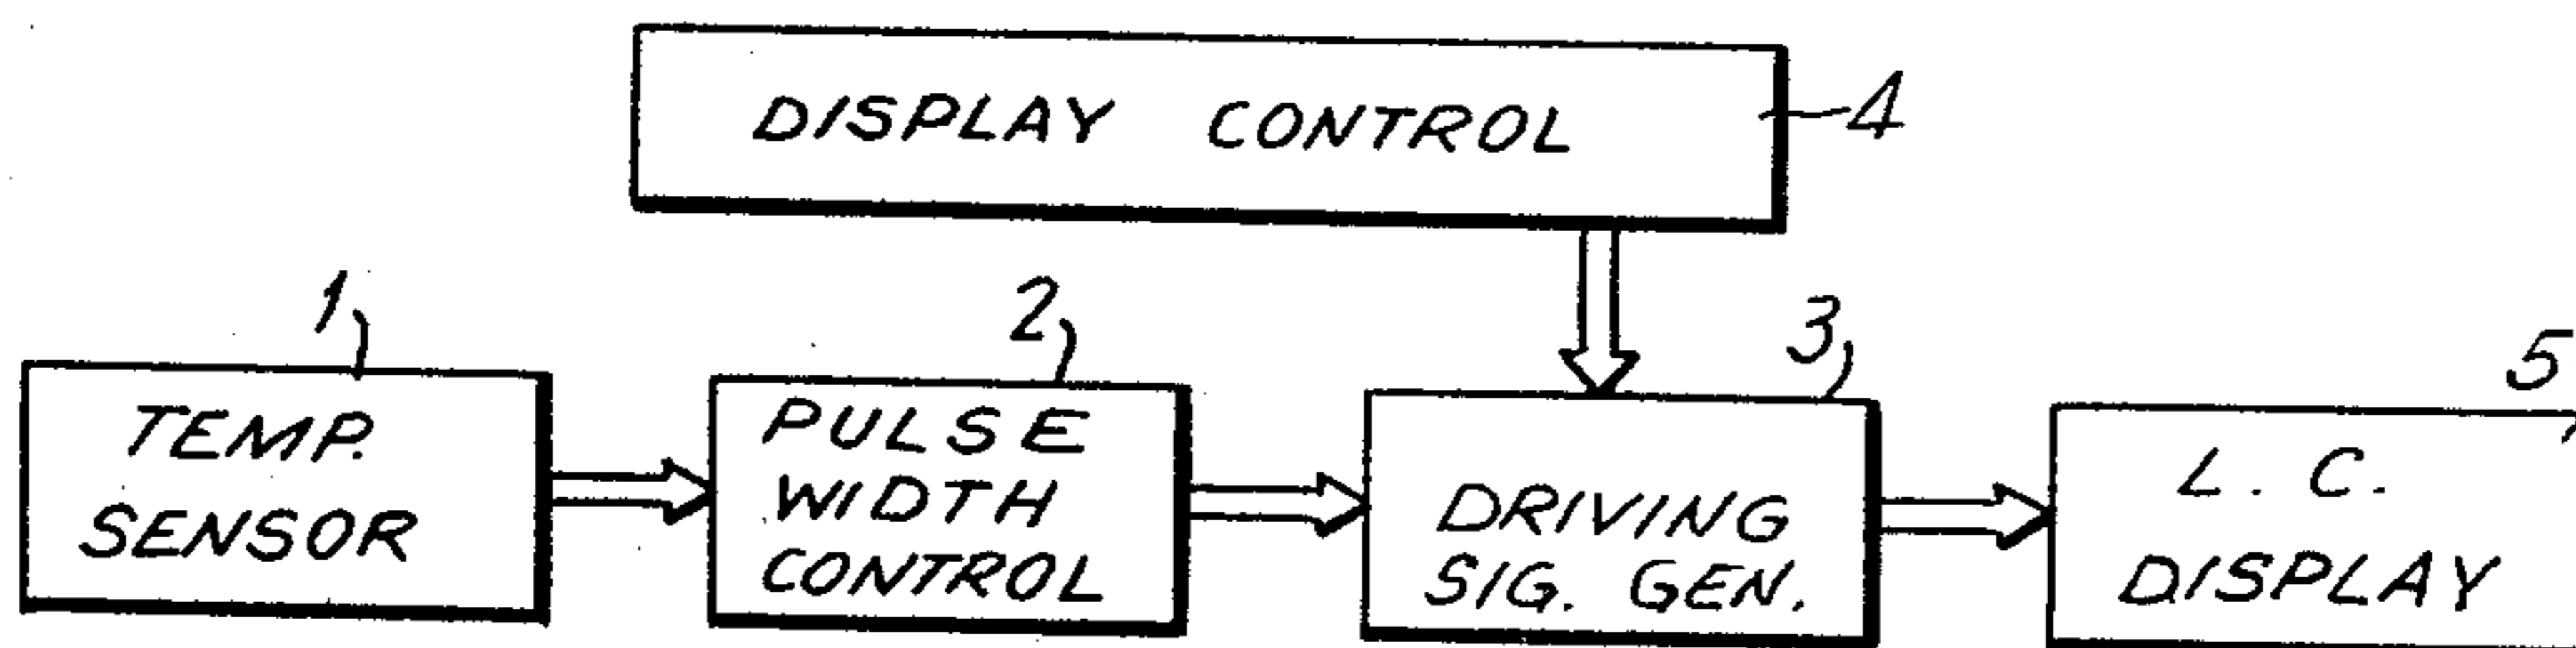 DISPLAY CONTROL
4
1
2
3
5
TEMP.
SENSOR
PULSE
WIDTH
CONTROL
DRIVING
SIG. GEN.
L. C.
DISPLAY